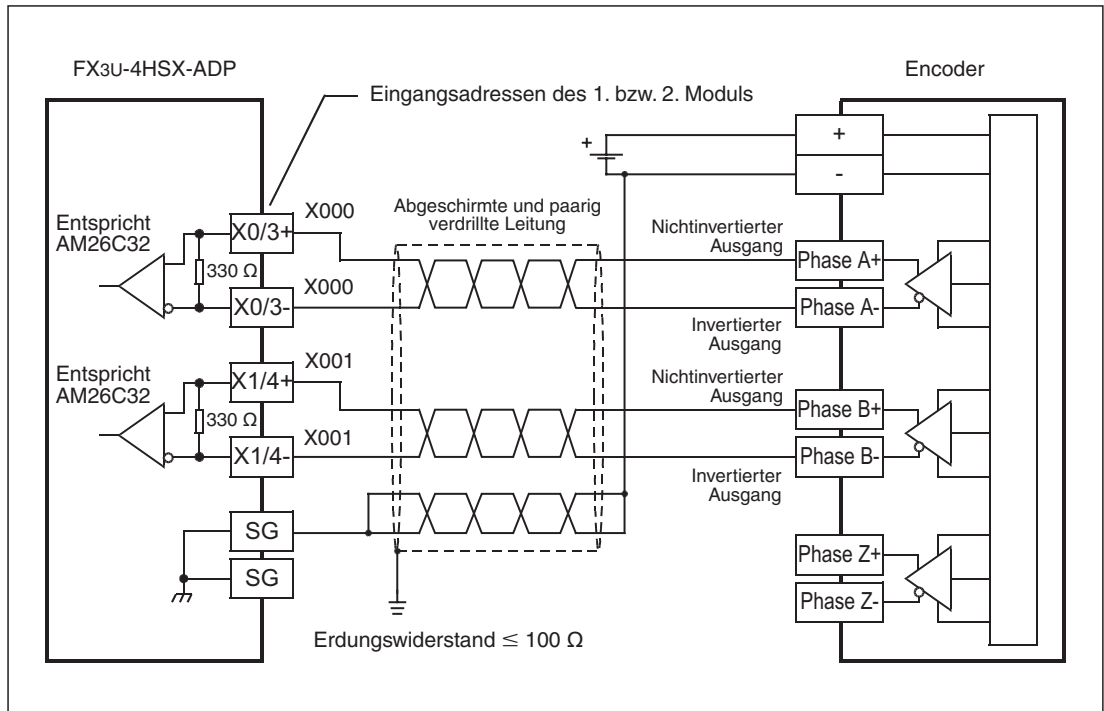 FX3U-4HSX-ADP
Encoder
Eingangsadressen des 1. bzw. 2. Moduls
+
+
-
Entspricht
AM26C32
X0/3+
X000
330 Ω
X0/3-
X000
Abgeschirmte und paarig
verdrillte Leitung
Nichtinvertierter
Ausgang
Phase A+
Phase A-
Invertierter
Ausgang
Entspricht
AM26C32
X1/4+
X001
330 Ω
X1/4-
X001
Nichtinvertierter
Ausgang
Phase B+
Phase B-
Invertierter
Ausgang
SG
SG
Phase Z+
Phase Z-
Erdungswiderstand ≤ 100 Ω